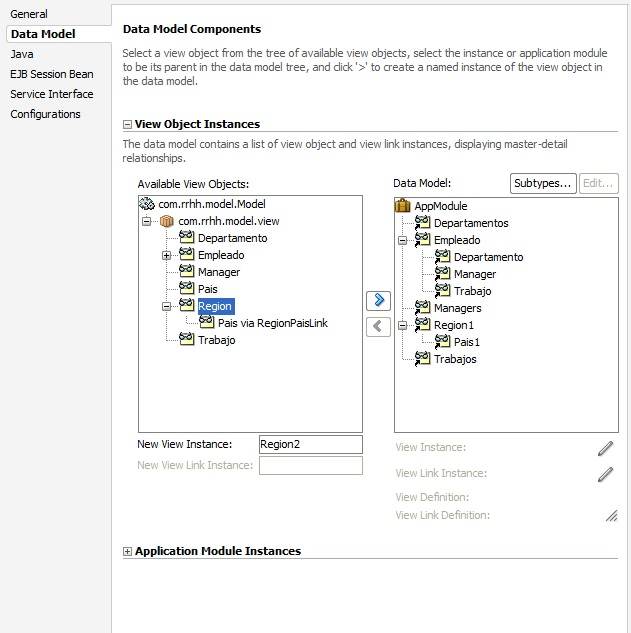 General
Data Model
Java
EJB Session Bean
Service Interface
Configurations
Data Model Components
Select a view object from the tree of available view objects, select the instance or application module
to be its parent in the data model tree, and click '>' to create a named instance of the view object in
the data model.
View Object Instances
The data model contains a list of view object and view link instances, displaying master-detail
relationships.
Available View Objects:
com.rrhh.model.Model
com.rrhh.model.view
Departamento
Empleado
Manager
Pais
Region
Pais via RegionPaisLink
Trabajo
New View Instance: Region2
New View Link Instance:
Data Model:
Subtypes... Edit...
AppModule
Departamentos
Empleado
Departamento
Manager
Trabajo
Managers
Region1
Pais1
Trabajos
View Instance:
View Link Instance:
View Definition:
View Link Definition:
Application Module Instances